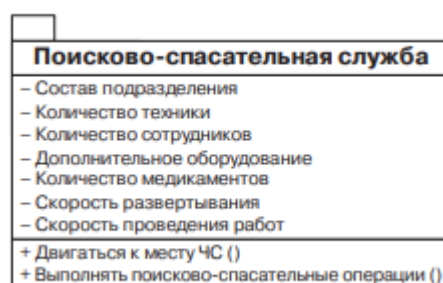 Поисково-спасательная служба
– Состав подразделения
– Количество техники
– Количество сотрудников
– Дополнительное оборудование
– Количество медикаментов
– Скорость развертывания
– Скорость проведения работ
+ Двигаться к месту ЧС ()
+ Выполнять поисково-спасательные операции ()